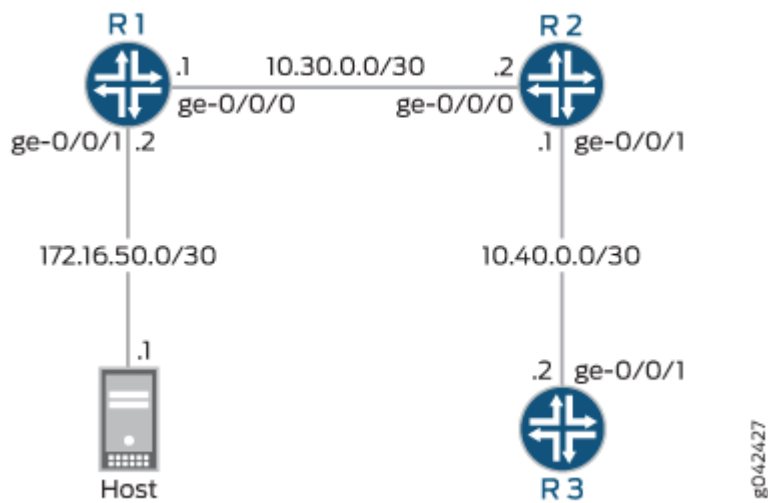 R1
R2
.1
10.30.0.0/30
.2
ge-0/0/0
ge-0/0/0
ge-0/0/1
.2
.1
ge-0/0/1
172.16.50.0/30
10.40.0.0/30
.1
.2
ge-0/0/1
Host
R3
g042427